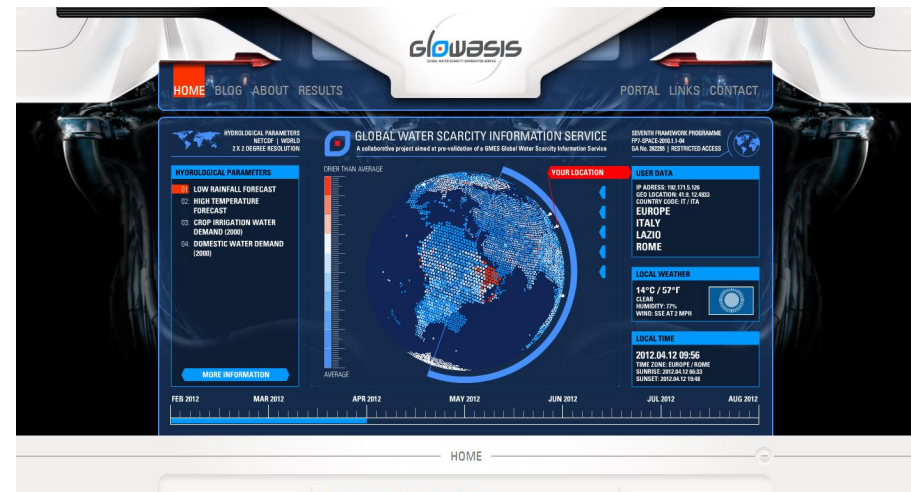 Glowasis
GLOBAL WATER SCARCITY INFORMATION SERVICE
HOME BLOG ABOUT RESULTS
PORTAL LINKS CONTACT
HYDROLOGICAL PARAMETERS
NETCDF | WORLD
2 X 2 DEGREE RESOLUTION
GLOBAL WATER SCARCITY INFORMATION SERVICE
A collaborative project aimed at pre-validation of a GMES Global Water Scarcity Information Service
SEVENTH FRAMEWORK PROGRAMME
FP7-SPACE-2010.1.1-04
GA No. 262255 | RESTRICTED ACCESS
HYDROLOGICAL PARAMETERS
01: LOW RAINFALL FORECAST
02: HIGH TEMPERATURE
FORECAST
03: CROP IRRIGATION WATER
DEMAND (2000)
04: DOMESTIC WATER DEMAND
(2000)
MORE INFORMATION
DRIER THAN AVERAGE
AVERAGE
YOUR LOCATION
USER DATA
IP ADRESS: 192.171.5.126
GEO LOCATION: 41.9, 12.4833
COUNTRY CODE: IT / ITA
EUROPE
ITALY
LAZIO
ROME
LOCAL WEATHER
14°C / 57°F
CLEAR
HUMIDITY: 77%
WIND: SSE AT 2 MPH
LOCAL TIME
2012.04.12 09:56
TIME ZONE: EUROPE / ROME
SUNRISE: 2012.04.12 06:33
SUNSET: 2012.04.12 19:48
FEB 2012 MAR 2012 APR 2012 MAY 2012 JUN 2012 JUL 2012 AUG 2012
HOME